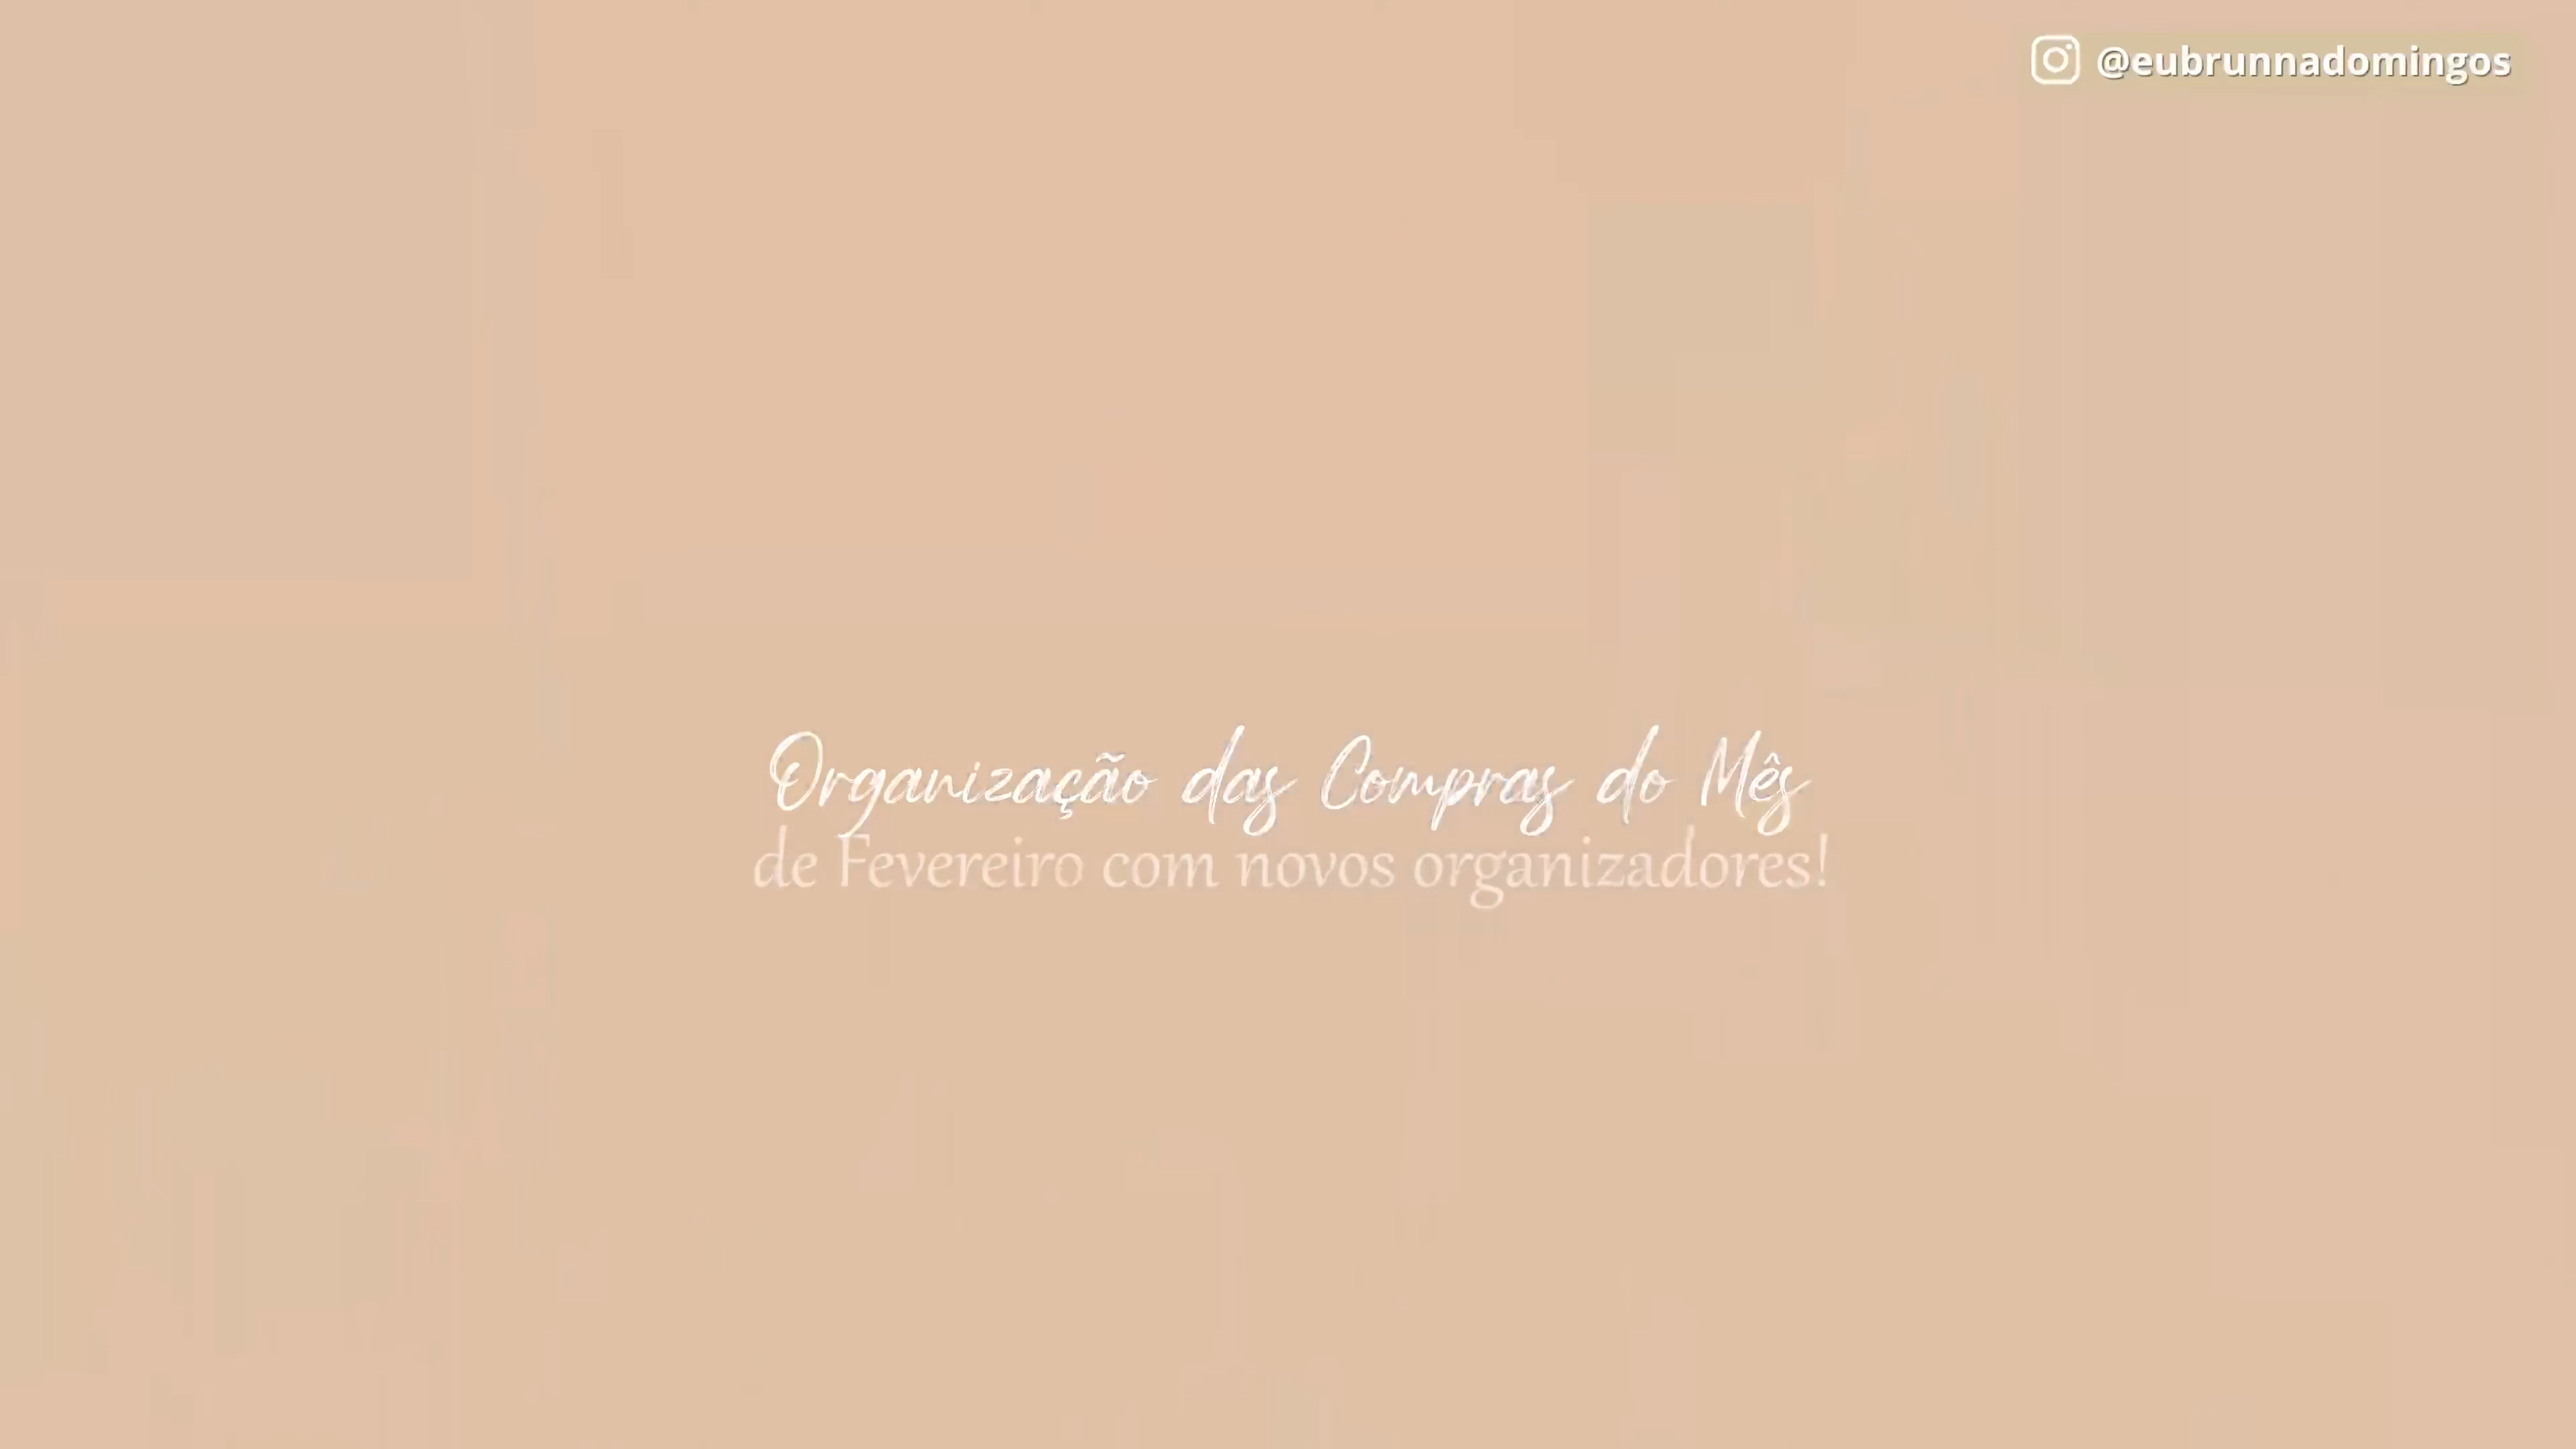 @eubrunnadomingos
Organização das Compras do Mês
de Fevereiro com novos organizadores!